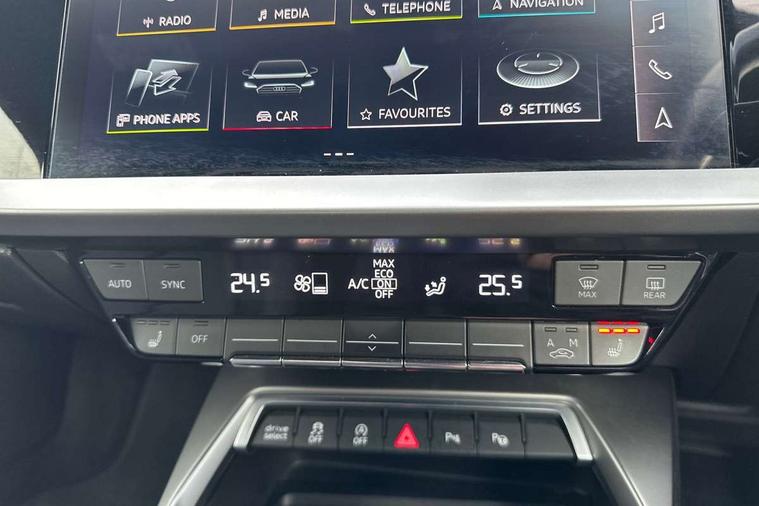 RADIO
MEDIA
TELEPHONE
NAVIGATION
PHONE APPS
CAR
FAVOURITES
SETTINGS
AUTO
SYNC
24.5
A/C
MAX
ECO
ON
OFF
25.5
MAX
REAR
OFF
A M
drive
select
OFF
OFF
P
P